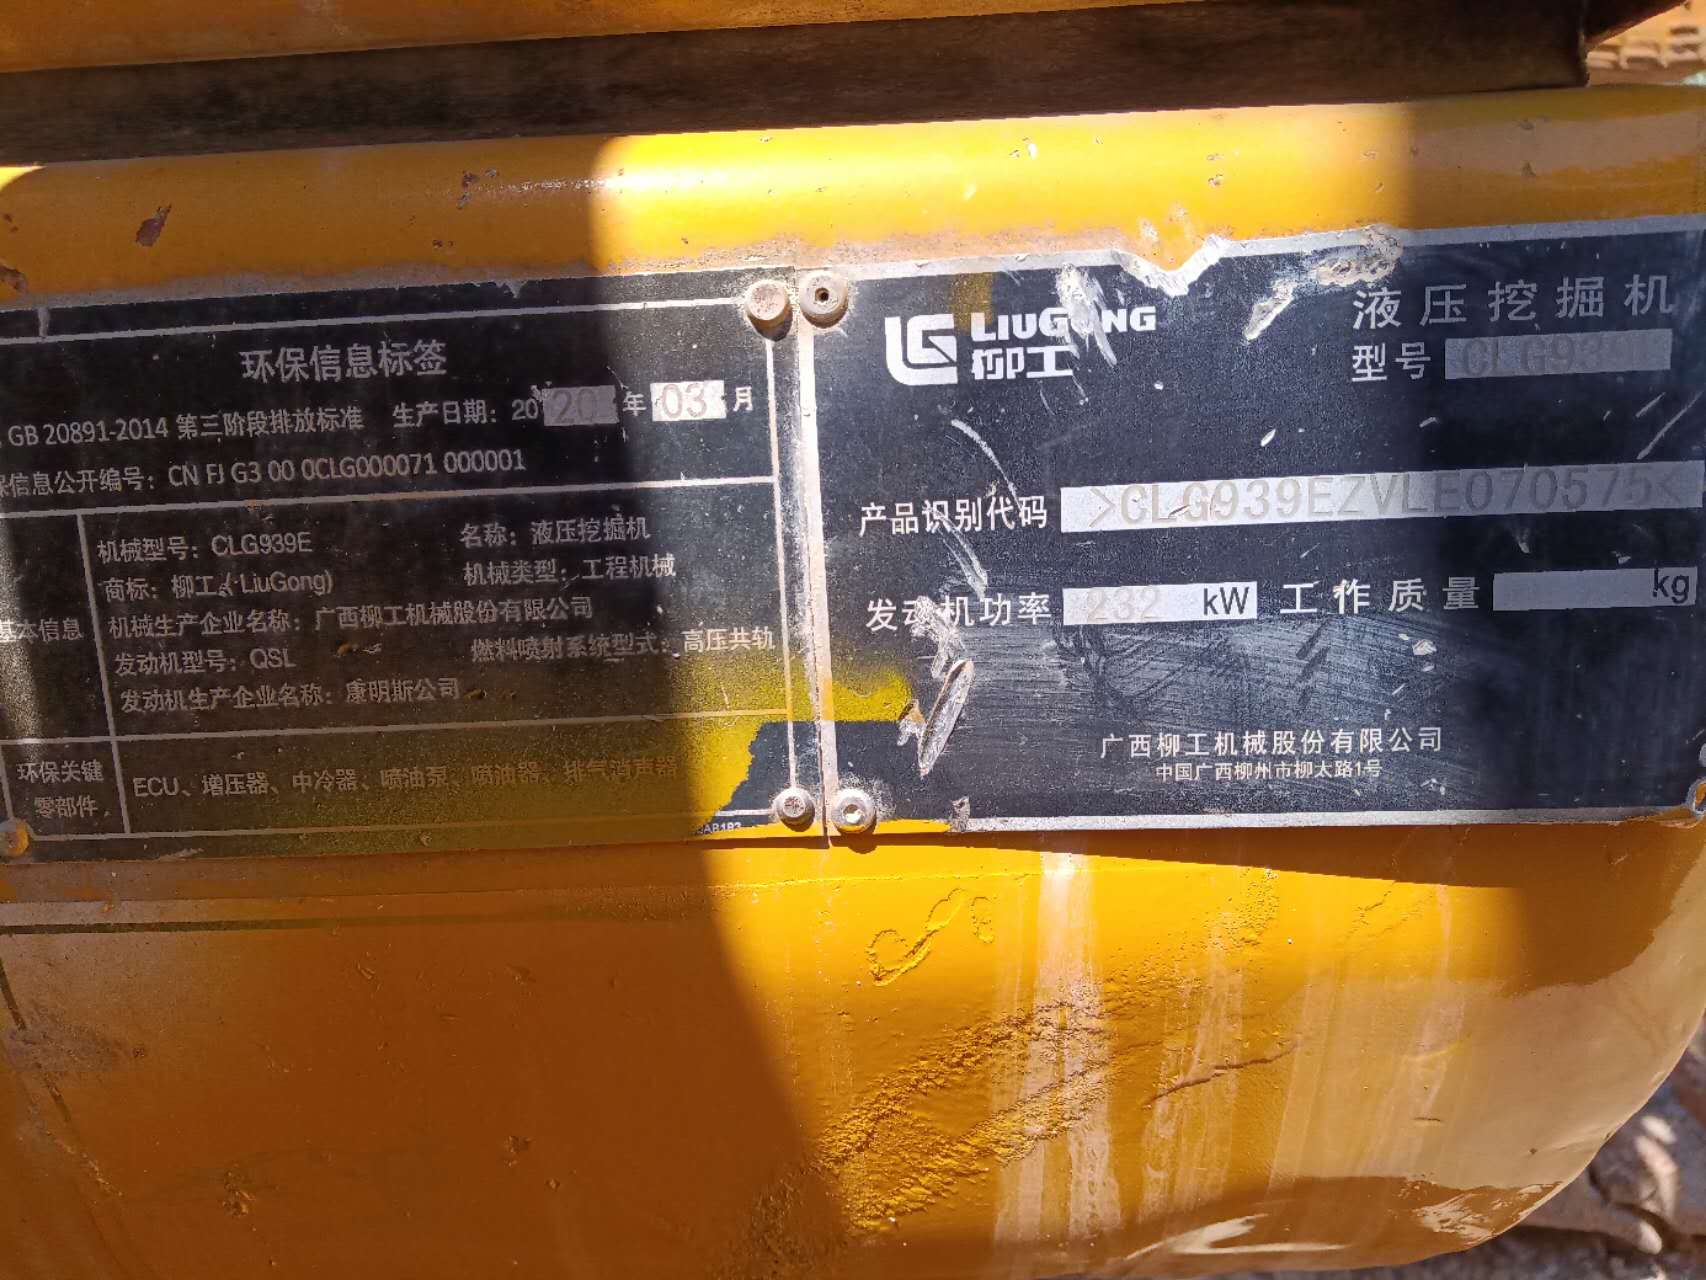 环保信息标签
GB 20891-2014 第三阶段排放标准 生产日期: 2020年03月
保信息公开编号: CN FJ G3 00 0CLG000071 000001
基本信息
机械型号: CLG939E 名称: 液压挖掘机
商标: 柳工( LiuGong) 机械类型: 工程机械
机械生产企业名称: 广西柳工机械股份有限公司
发动机型号: QSL 燃料喷射系统型式: 高压共轨
发动机生产企业名称: 康明斯公司
环保关键零部件
ECU、增压器、中冷器、喷油泵、喷油器、排气消声器
LIUGONG
柳工
液压挖掘机
型号 CLG939E
产品识别代码 >CLG939EZVLE070575<
发动机功率 232 kW 工作质量 kg
广西柳工机械股份有限公司
中国广西柳州市柳太路1号